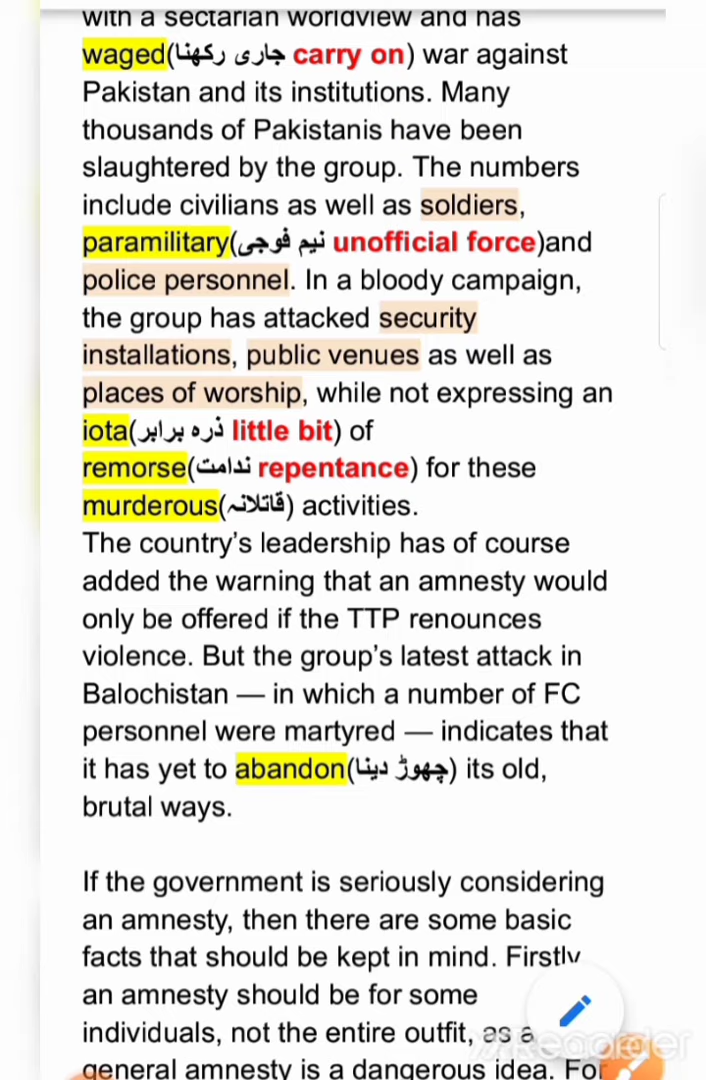 with a sectarian worldview and has
waged(جاری رکھنا carry on) war against
Pakistan and its institutions. Many
thousands of Pakistanis have been
slaughtered by the group. The numbers
include civilians as well as soldiers,
paramilitary(نیم فوجی unofficial force)and
police personnel. In a bloody campaign,
the group has attacked security
installations, public venues as well as
places of worship, while not expressing an
iota(ذرہ برابر little bit) of
remorse(ندامت repentance) for these
murderous(قاتلانہ) activities.
The country’s leadership has of course
added the warning that an amnesty would
only be offered if the TTP renounces
violence. But the group’s latest attack in
Balochistan — in which a number of FC
personnel were martyred — indicates that
it has yet to abandon(چھوڑ دینا) its old,
brutal ways.
If the government is seriously considering
an amnesty, then there are some basic
facts that should be kept in mind. Firstly
an amnesty should be for some
individuals, not the entire outfit, as a
general amnesty is a dangerous idea. For